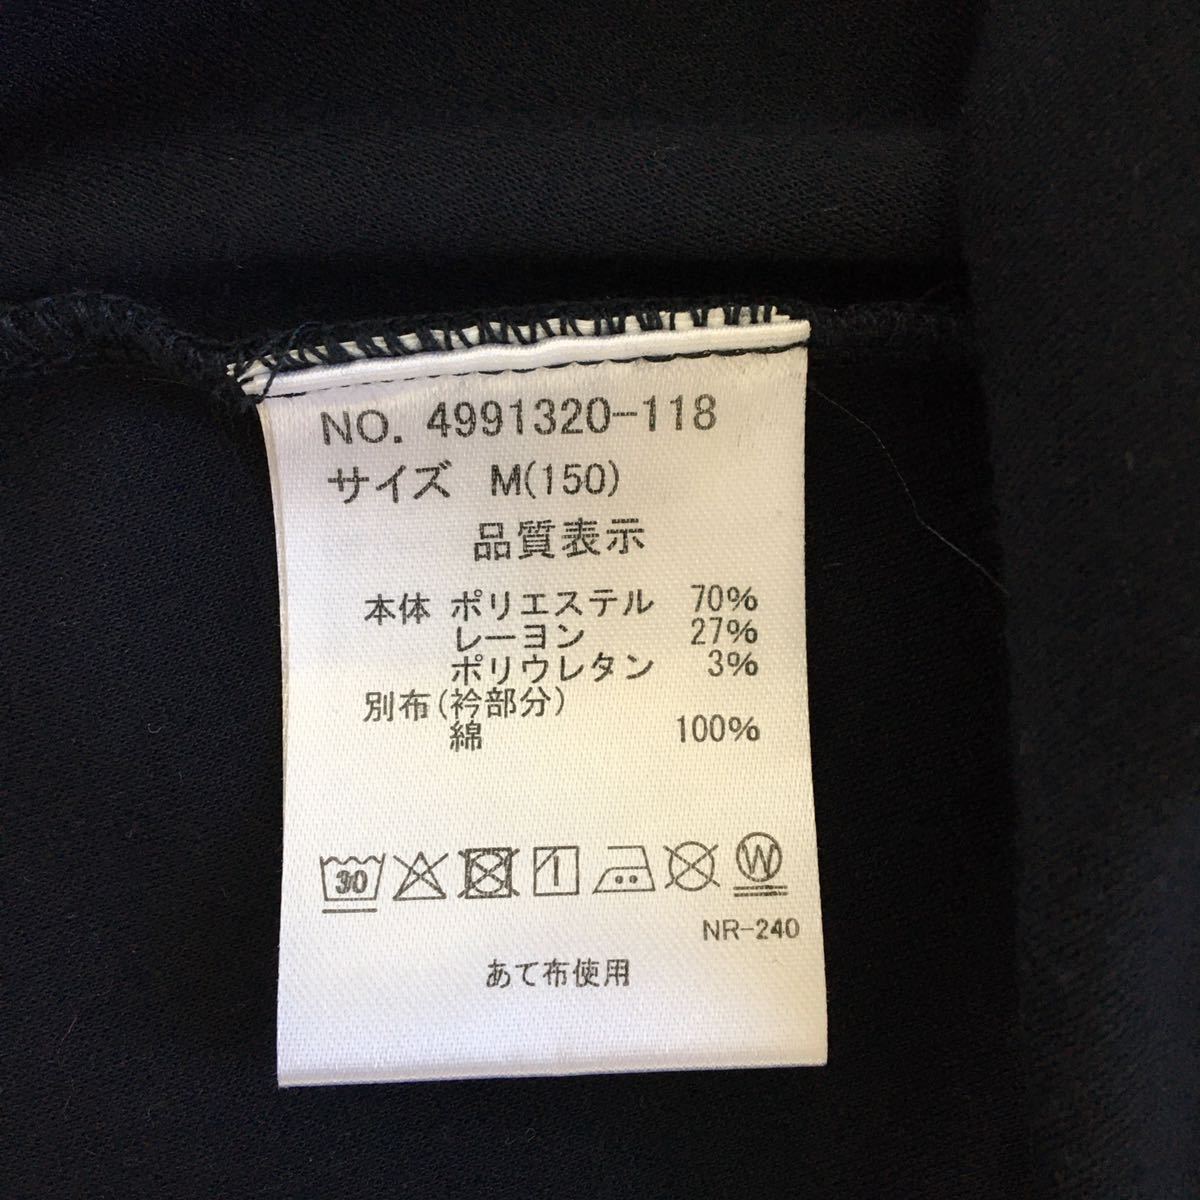 NO. 4991320-118
サイズ M(150)
品質表示
本体 ポリエステル 70%
レーヨン 27%
ポリウレタン 3%
別布(衿部分)
綿 100%
30 1 W
NR-240
あて布使用